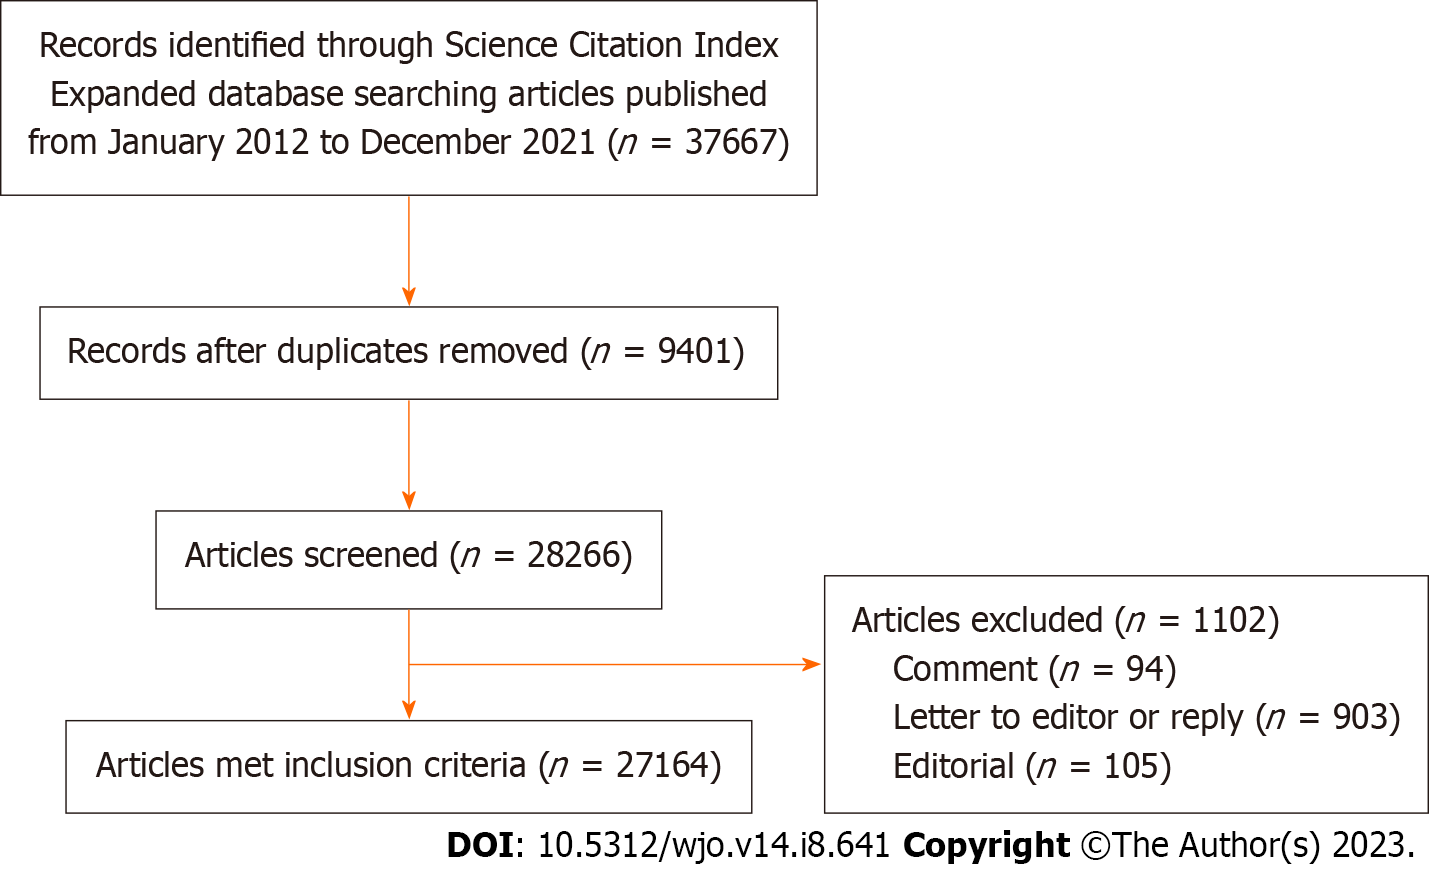 Records identified through Science Citation Index
Expanded database searching articles published
from January 2012 to December 2021 (n = 37667)
Records after duplicates removed (n = 9401)
Articles screened (n = 28266)
Articles excluded (n = 1102)
Comment (n = 94)
Letter to editor or reply (n = 903)
Editorial (n = 105)
Articles met inclusion criteria (n = 27164)
DOI: 10.5312/wjo.v14.i8.641 Copyright ©The Author(s) 2023.